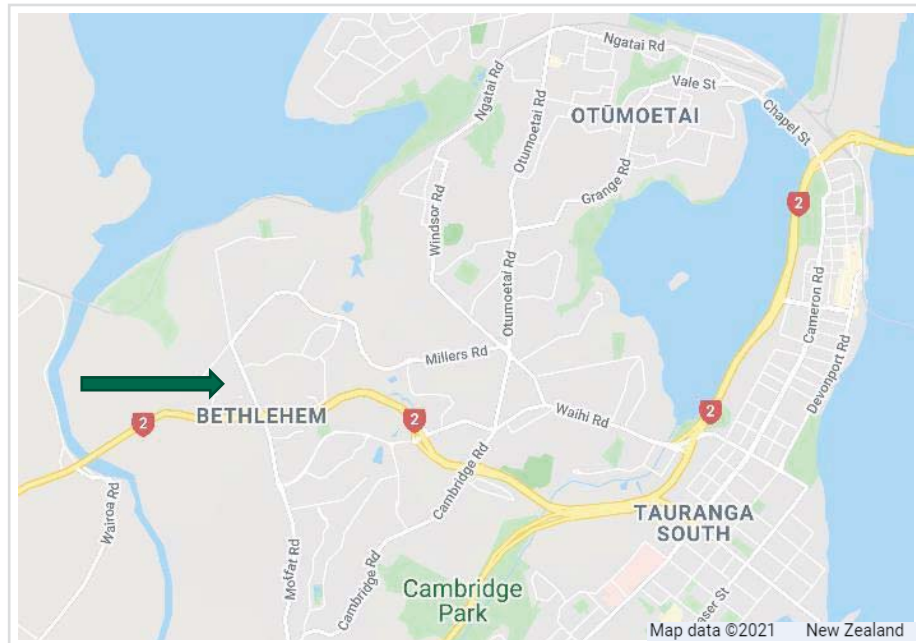 Ngatai Rd
Vale St
Ngatai Rd
Otumoetai Rd
OTŪMOETAI
Chapel St
Grange Rd
Windsor Rd
2
Otumoetai Rd
Cameron Rd
Millers Rd
Devonport Rd
BETHLEHEM
2
2
2
Waihi Rd
Cambridge Rd
Wairoa Rd
TAURANGA
SOUTH
Moffat Rd
Cambridge Rd
Cambridge
Park
aser St
Map data ©2021 New Zealand